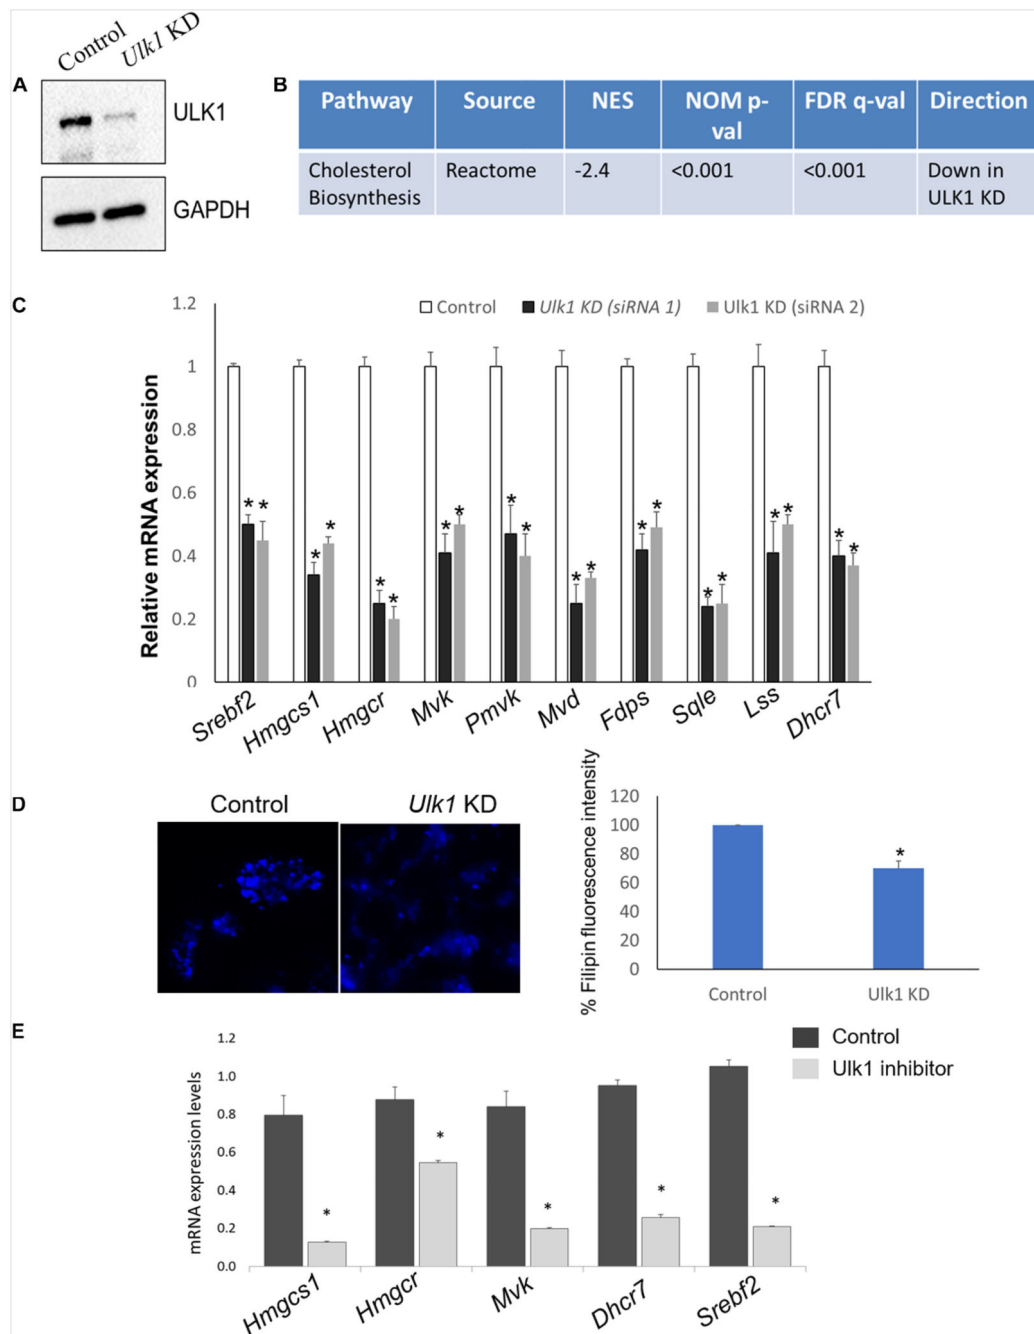 Control
Ulk1 KD
A
ULK1
GAPDH
B
Pathway Source NES NOM p-val FDR q-val Direction
Cholesterol Biosynthesis Reactome -2.4 <0.001 <0.001 Down in ULK1 KD
C
Control Ulk1 KD (siRNA 1) Ulk1 KD (siRNA 2)
Relative mRNA expression
1.2
1
0.8
0.6
0.4
0.2
0
* * * * * * * * * * * * * * * * * * * *
Srebf2 Hmgcs1 Hmgcr Mvk Pmvk Mvd Fdps Sqle Lss Dhcr7
D
Control Ulk1 KD
% Filipin fluorescence intensity
120
100
80
60
40
20
0
*
Control Ulk1 KD
E
Control
Ulk1 inhibitor
mRNA expression levels
1.2
1.0
0.8
0.6
0.4
0.2
0.0
* * * * *
Hmgcs1 Hmgcr Mvk Dhcr7 Srebf2